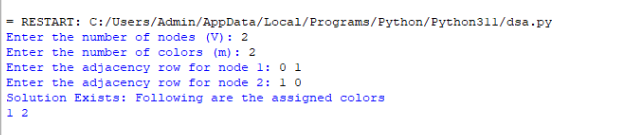 = RESTART: C:/Users/Admin/AppData/Local/Programs/Python/Python311/dsa.py
Enter the number of nodes (V): 2
Enter the number of colors (m): 2
Enter the adjacency row for node 1: 0 1
Enter the adjacency row for node 2: 1 0
Solution Exists: Following are the assigned colors
1 2